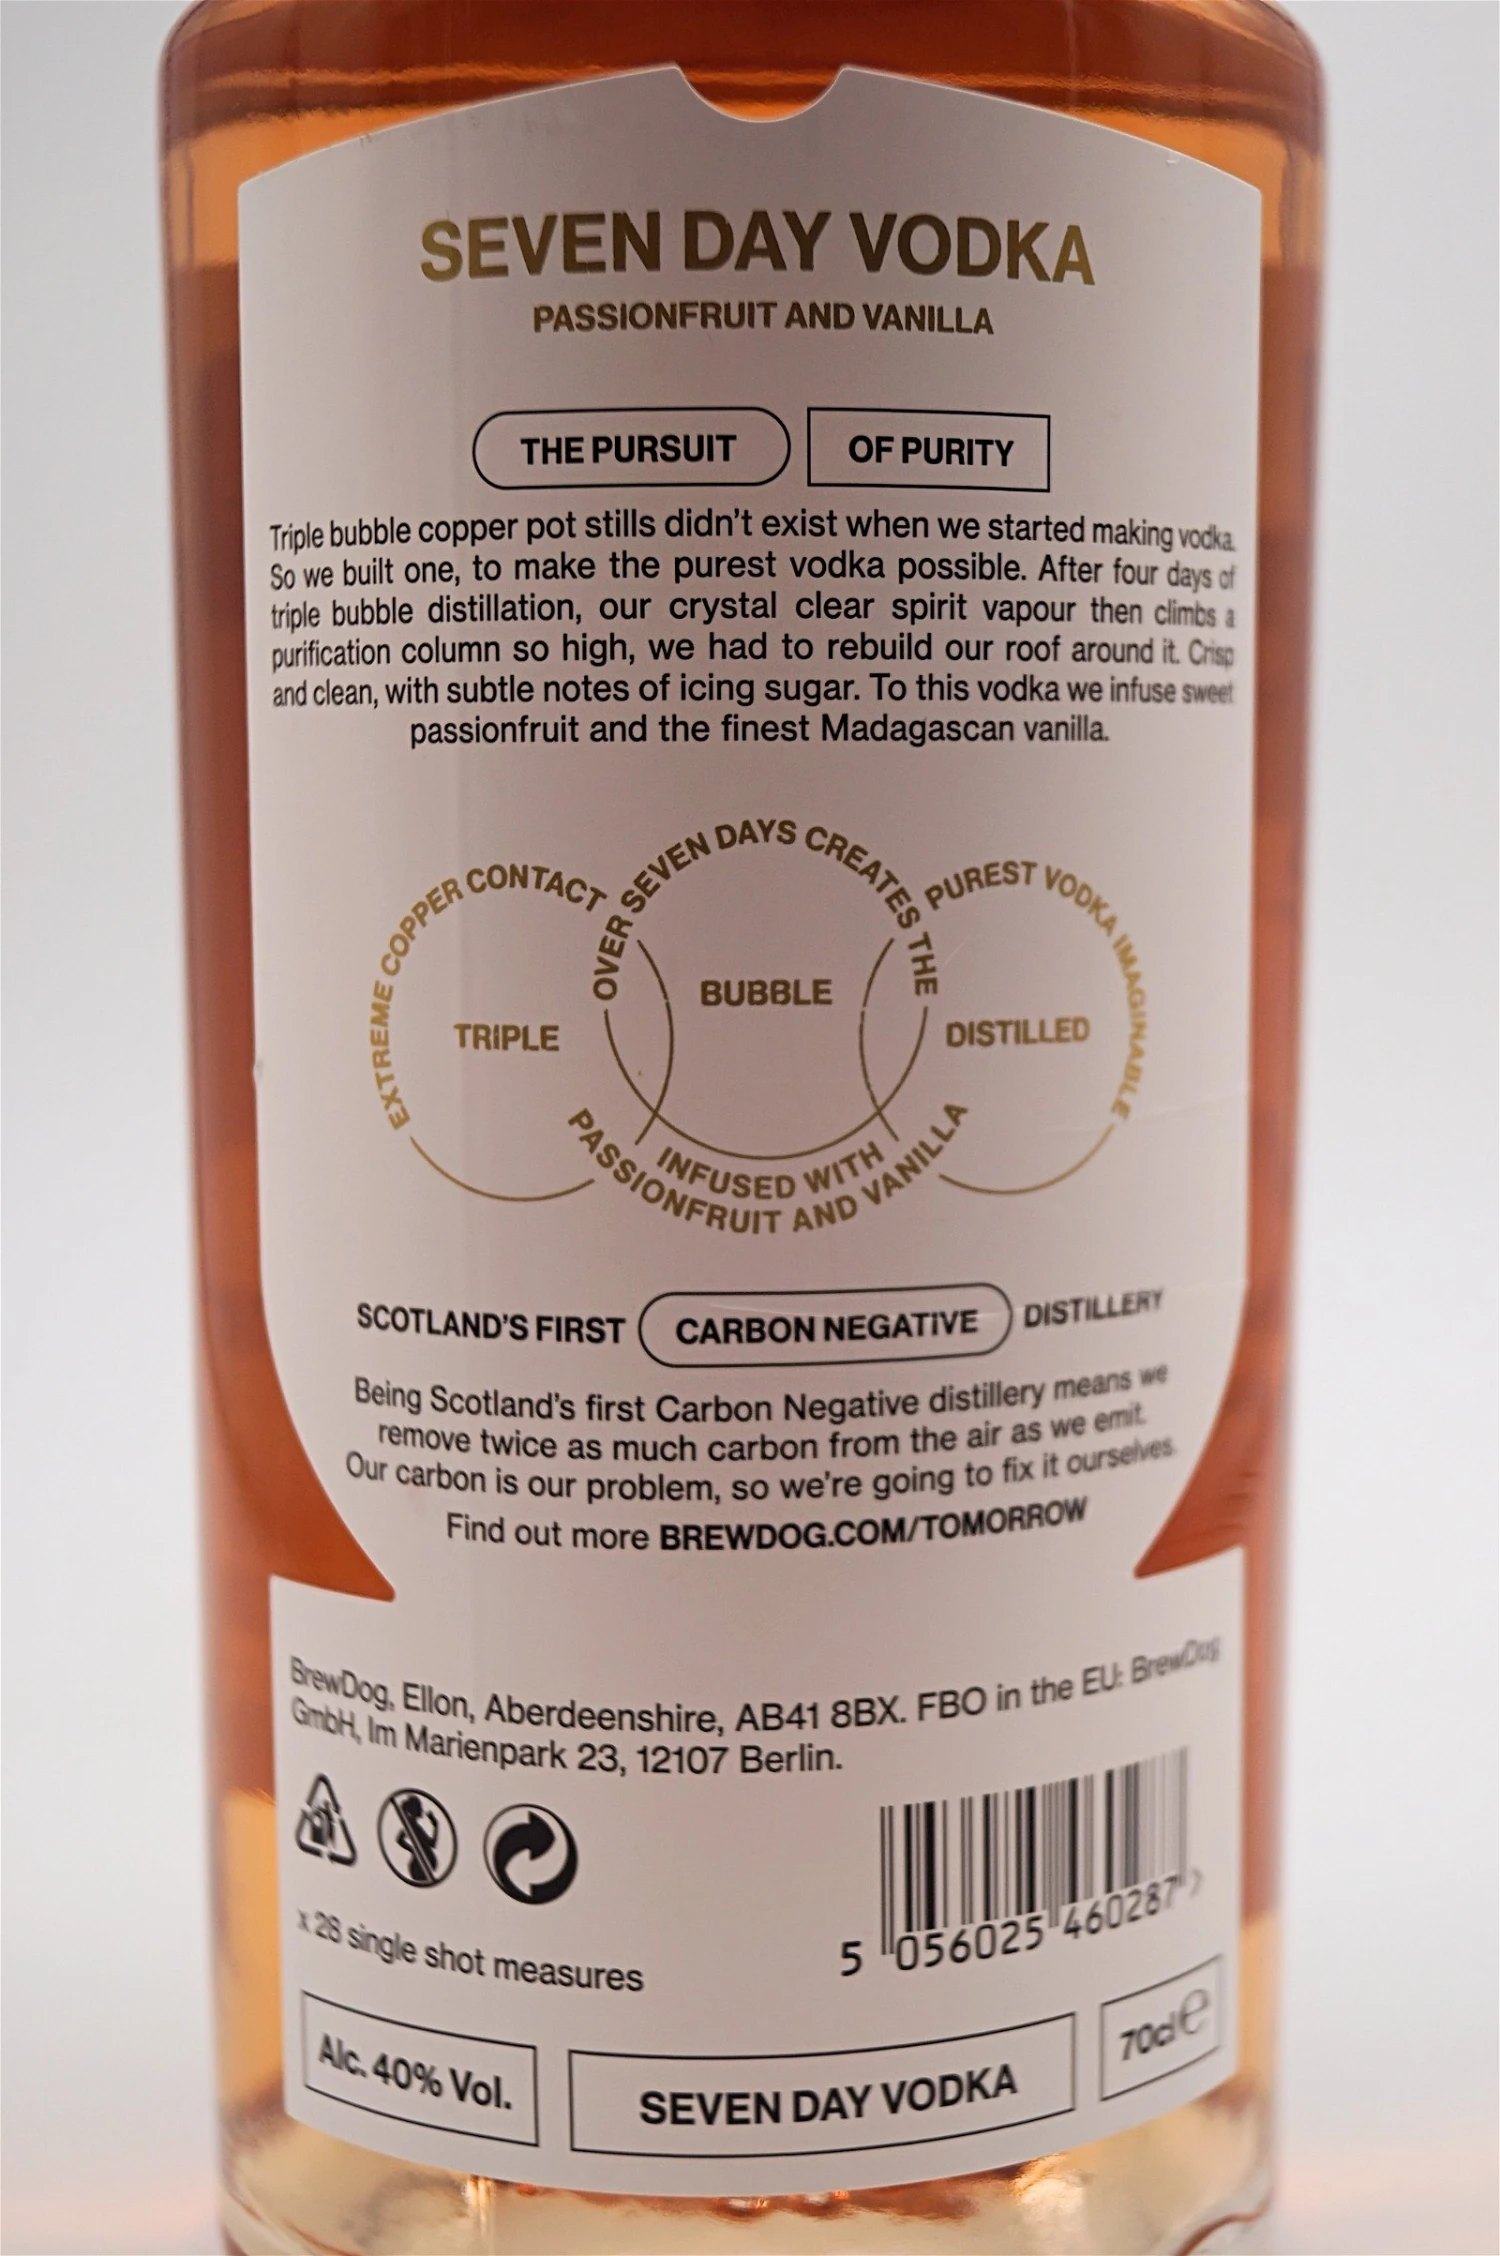 SEVEN DAY VODKA
PASSIONFRUIT AND VANILLA
THE PURSUIT OF PURITY
Triple bubble copper pot stills didn't exist when we started making vodka.
So we built one, to make the purest vodka possible. After four days of
triple bubble distillation, our crystal clear spirit vapour then climbs a
purification column so high, we had to rebuild our roof around it. Crisp
and clean, with subtle notes of icing sugar. To this vodka we infuse sweet
passionfruit and the finest Madagascan vanilla.
EXTREME COPPER CONTACT
OVER SEVEN DAYS CREATES THE
PUREST VODKA IMAGINABLE
TRIPLE
BUBBLE
DISTILLED
INFUSED WITH
PASSIONFRUIT AND VANILLA
SCOTLAND'S FIRST CARBON NEGATIVE DISTILLERY
Being Scotland's first Carbon Negative distillery means we
remove twice as much carbon from the air as we emit.
Our carbon is our problem, so we're going to fix it ourselves.
Find out more BREWDOG.COM/TOMORROW
BrewDog, Ellon, Aberdeenshire, AB41 8BX. FBO in the EU: BrewDog
GmbH, Im Marienpark 23, 12107 Berlin.
x 28 single shot measures
5 056025 460287 >
Alc. 40% Vol.
SEVEN DAY VODKA
70cl e